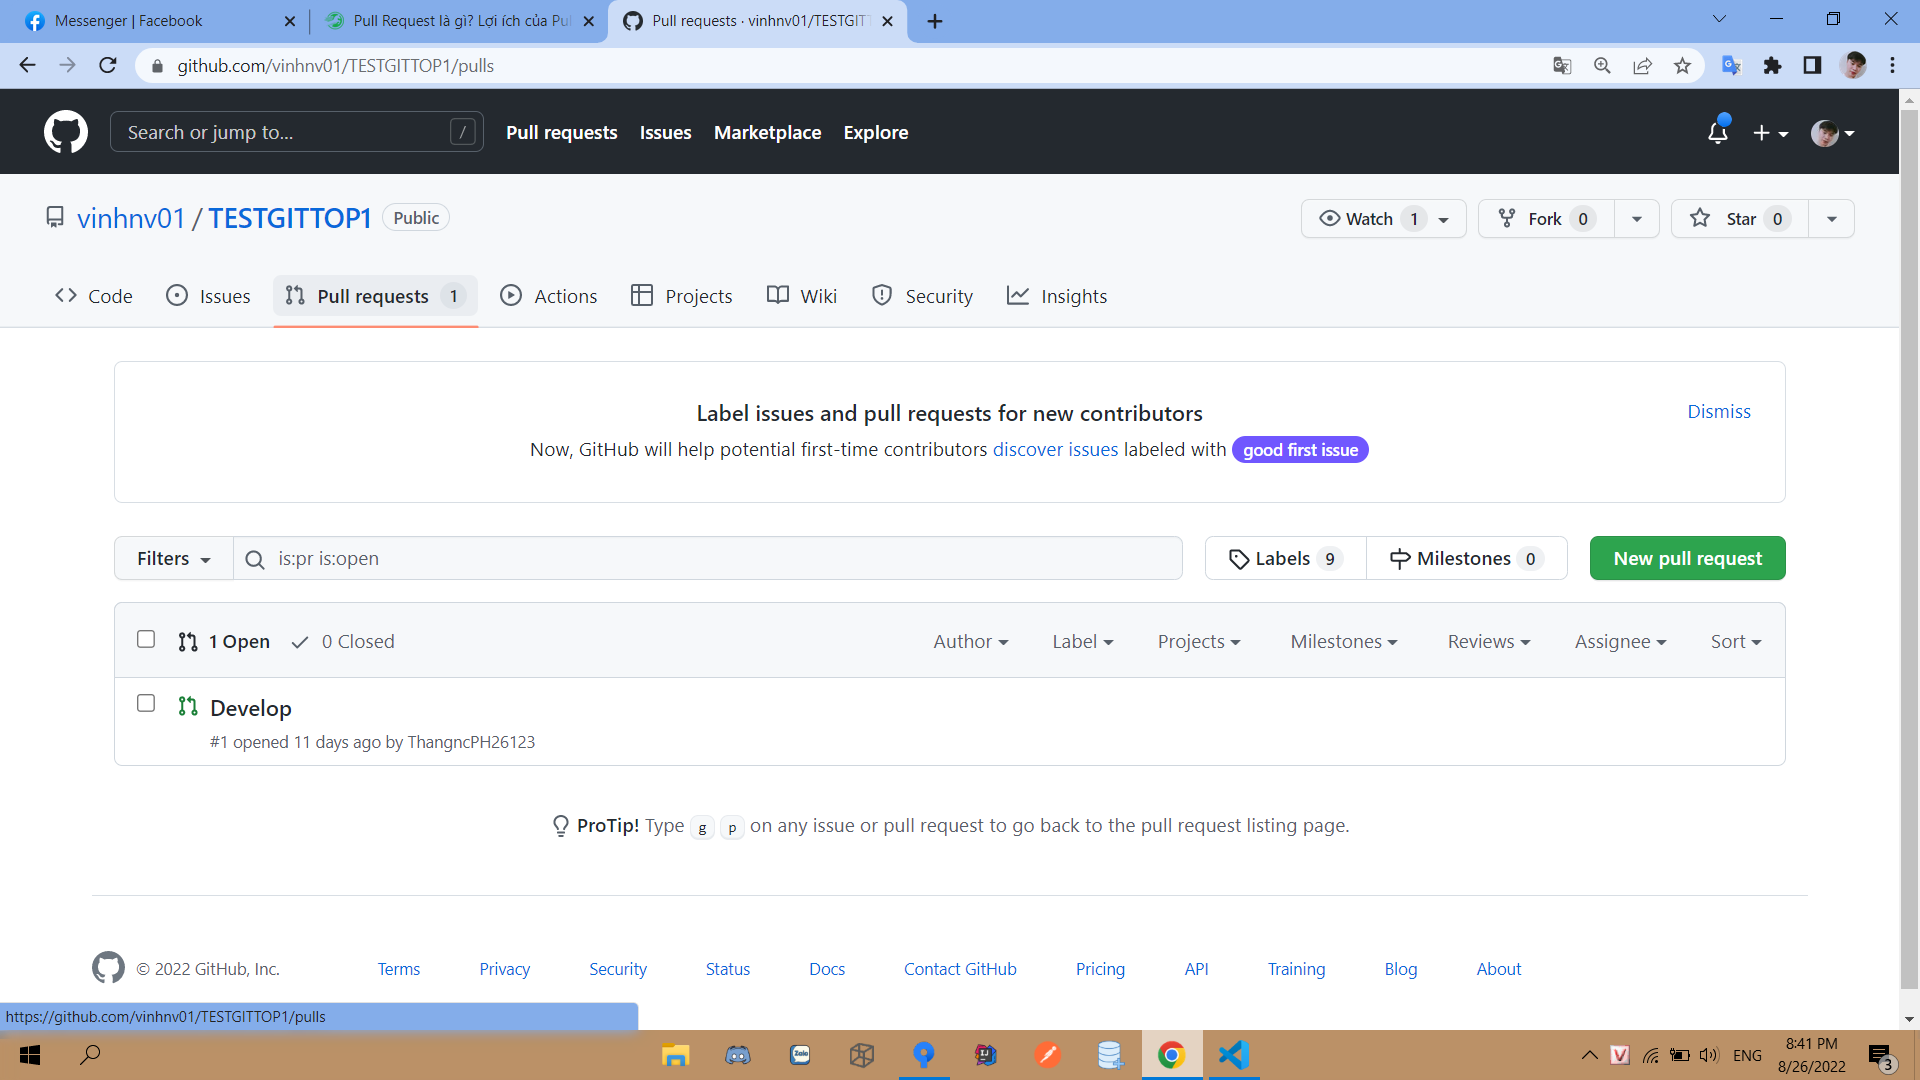 Messenger | Facebook
Pull Request là gì? Lợi ích của Pul
Pull requests · vinhnv01/TESTGITT
github.com/vinhnv01/TESTGITTOP1/pulls
Search or jump to...
/
Pull requests
Issues
Marketplace
Explore
vinhnv01 / TESTGITTOP1
Public
Watch 1
Fork 0
Star 0
Code
Issues
Pull requests 1
Actions
Projects
Wiki
Security
Insights
Label issues and pull requests for new contributors
Dismiss
Now, GitHub will help potential first-time contributors discover issues labeled with good first issue
Filters
is:pr is:open
Labels 9
Milestones 0
New pull request
1 Open
0 Closed
Author
Label
Projects
Milestones
Reviews
Assignee
Sort
Develop
#1 opened 11 days ago by ThangncPH26123
ProTip! Type g p on any issue or pull request to go back to the pull request listing page.
© 2022 GitHub, Inc.
Terms
Privacy
Security
Status
Docs
Contact GitHub
Pricing
API
Training
Blog
About
https://github.com/vinhnv01/TESTGITTOP1/pulls
Zalo
ENG
8:41 PM
8/26/2022
3